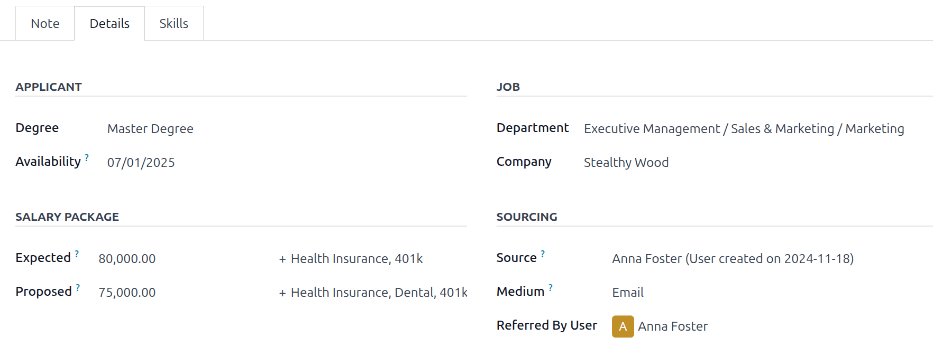 Note Details Skills
APPLICANT
Degree Master Degree
Availability ? 07/01/2025
JOB
Department Executive Management / Sales & Marketing / Marketing
Company Stealthy Wood
SALARY PACKAGE
Expected ? 80,000.00 + Health Insurance, 401k
Proposed ? 75,000.00 + Health Insurance, Dental, 401k
SOURCING
Source ? Anna Foster (User created on 2024-11-18)
Medium ? Email
Referred By User A Anna Foster